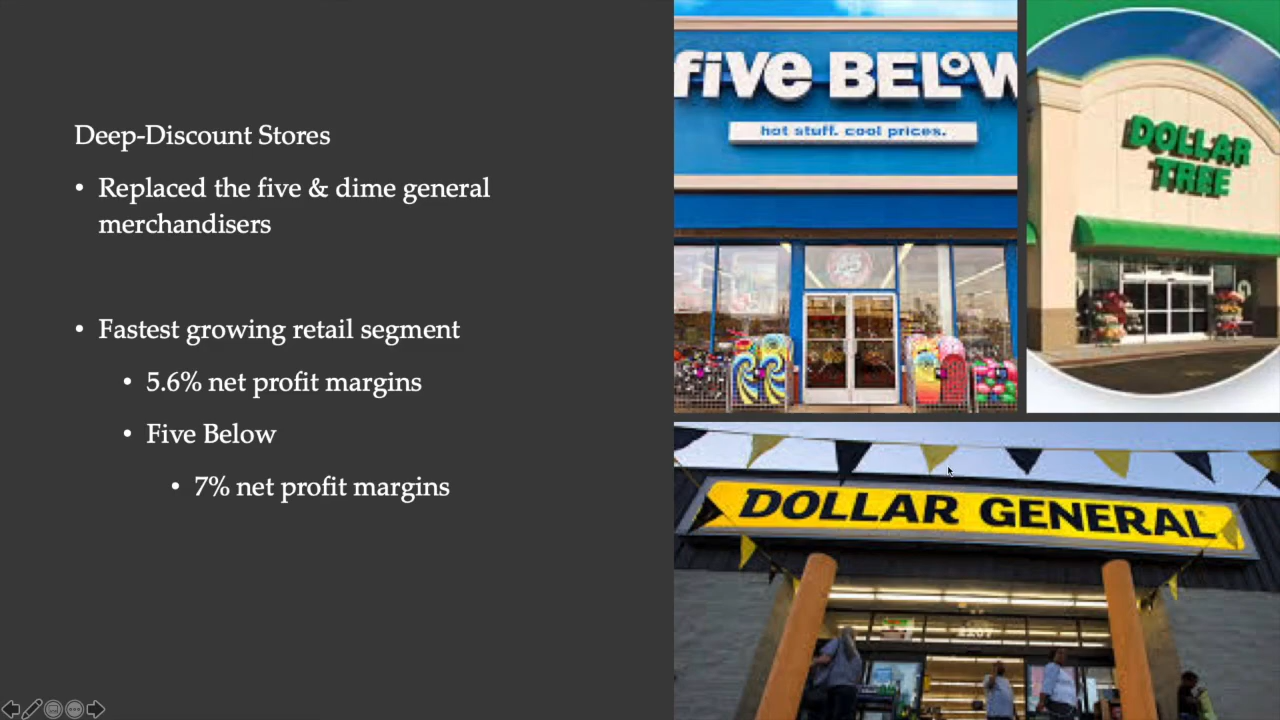 Deep-Discount Stores
• Replaced the five & dime general
merchandisers
• Fastest growing retail segment
• 5.6% net profit margins
• Five Below
• 7% net profit margins
five BELOW
hot stuff. cool prices.
DOLLAR
TREE
DOLLAR GENERAL
2207